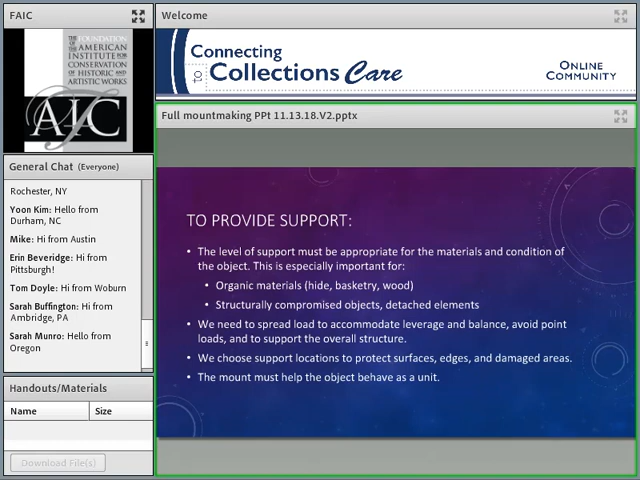 FAIC
THE FOUNDATION
OF THE AMERICAN
INSTITUTE FOR
CONSERVATION
OF HISTORIC AND
ARTISTIC WORKS
AIC
General Chat (Everyone)
Rochester, NY
Yoon Kim: Hello from
Durham, NC
Mike: Hi from Austin
Erin Beveridge: Hi from
Pittsburgh!
Tom Doyle: Hi from Woburn
Sarah Buffington: Hi from
Ambridge, PA
Sarah Munro: Hello from
Oregon
Handouts/Materials
Name Size
Download File(s)
Welcome
Connecting
to Collections Care
ONLINE
COMMUNITY
Full mountmaking PPt 11.13.18.V2.pptx
TO PROVIDE SUPPORT:
• The level of support must be appropriate for the materials and condition of
the object. This is especially important for:
• Organic materials (hide, basketry, wood)
• Structurally compromised objects, detached elements
• We need to spread load to accommodate leverage and balance, avoid point
loads, and to support the overall structure.
• We choose support locations to protect surfaces, edges, and damaged areas.
• The mount must help the object behave as a unit.